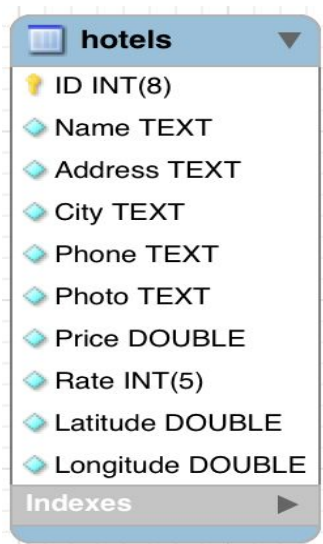 hotels
ID INT(8)
Name TEXT
Address TEXT
City TEXT
Phone TEXT
Photo TEXT
Price DOUBLE
Rate INT(5)
Latitude DOUBLE
Longitude DOUBLE
Indexes